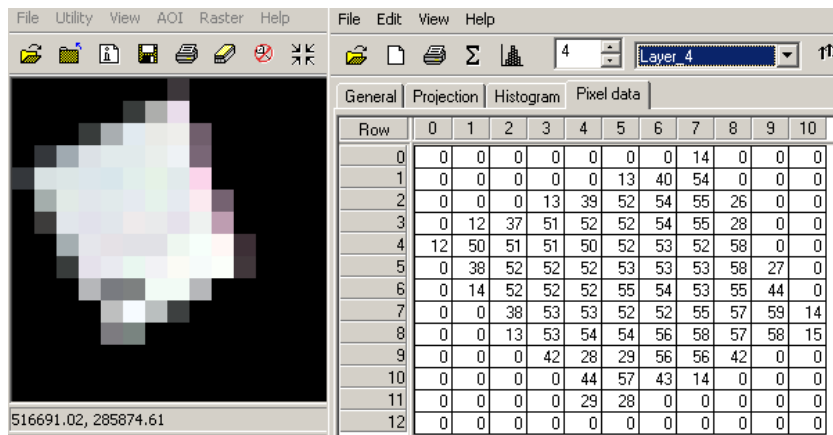 File Utility View AOI Raster Help
516691.02, 285874.61
File Edit View Help
4 Layer_4
General Projection Histogram Pixel data
Row 0 1 2 3 4 5 6 7 8 9 10
0 0 0 0 0 0 0 0 14 0 0 0
1 0 0 0 0 0 13 40 54 0 0 0
2 0 0 0 13 39 52 54 55 26 0 0
3 0 12 37 51 52 52 54 55 28 0 0
4 12 50 51 51 50 52 53 52 58 0 0
5 0 38 52 52 52 53 53 53 58 27 0
6 0 14 52 52 52 55 54 53 55 44 0
7 0 0 38 53 53 52 52 55 57 59 14
8 0 0 13 53 54 54 56 58 57 58 15
9 0 0 0 42 28 29 56 56 42 0 0
10 0 0 0 0 44 57 43 14 0 0 0
11 0 0 0 0 29 28 0 0 0 0 0
12 0 0 0 0 0 0 0 0 0 0 0